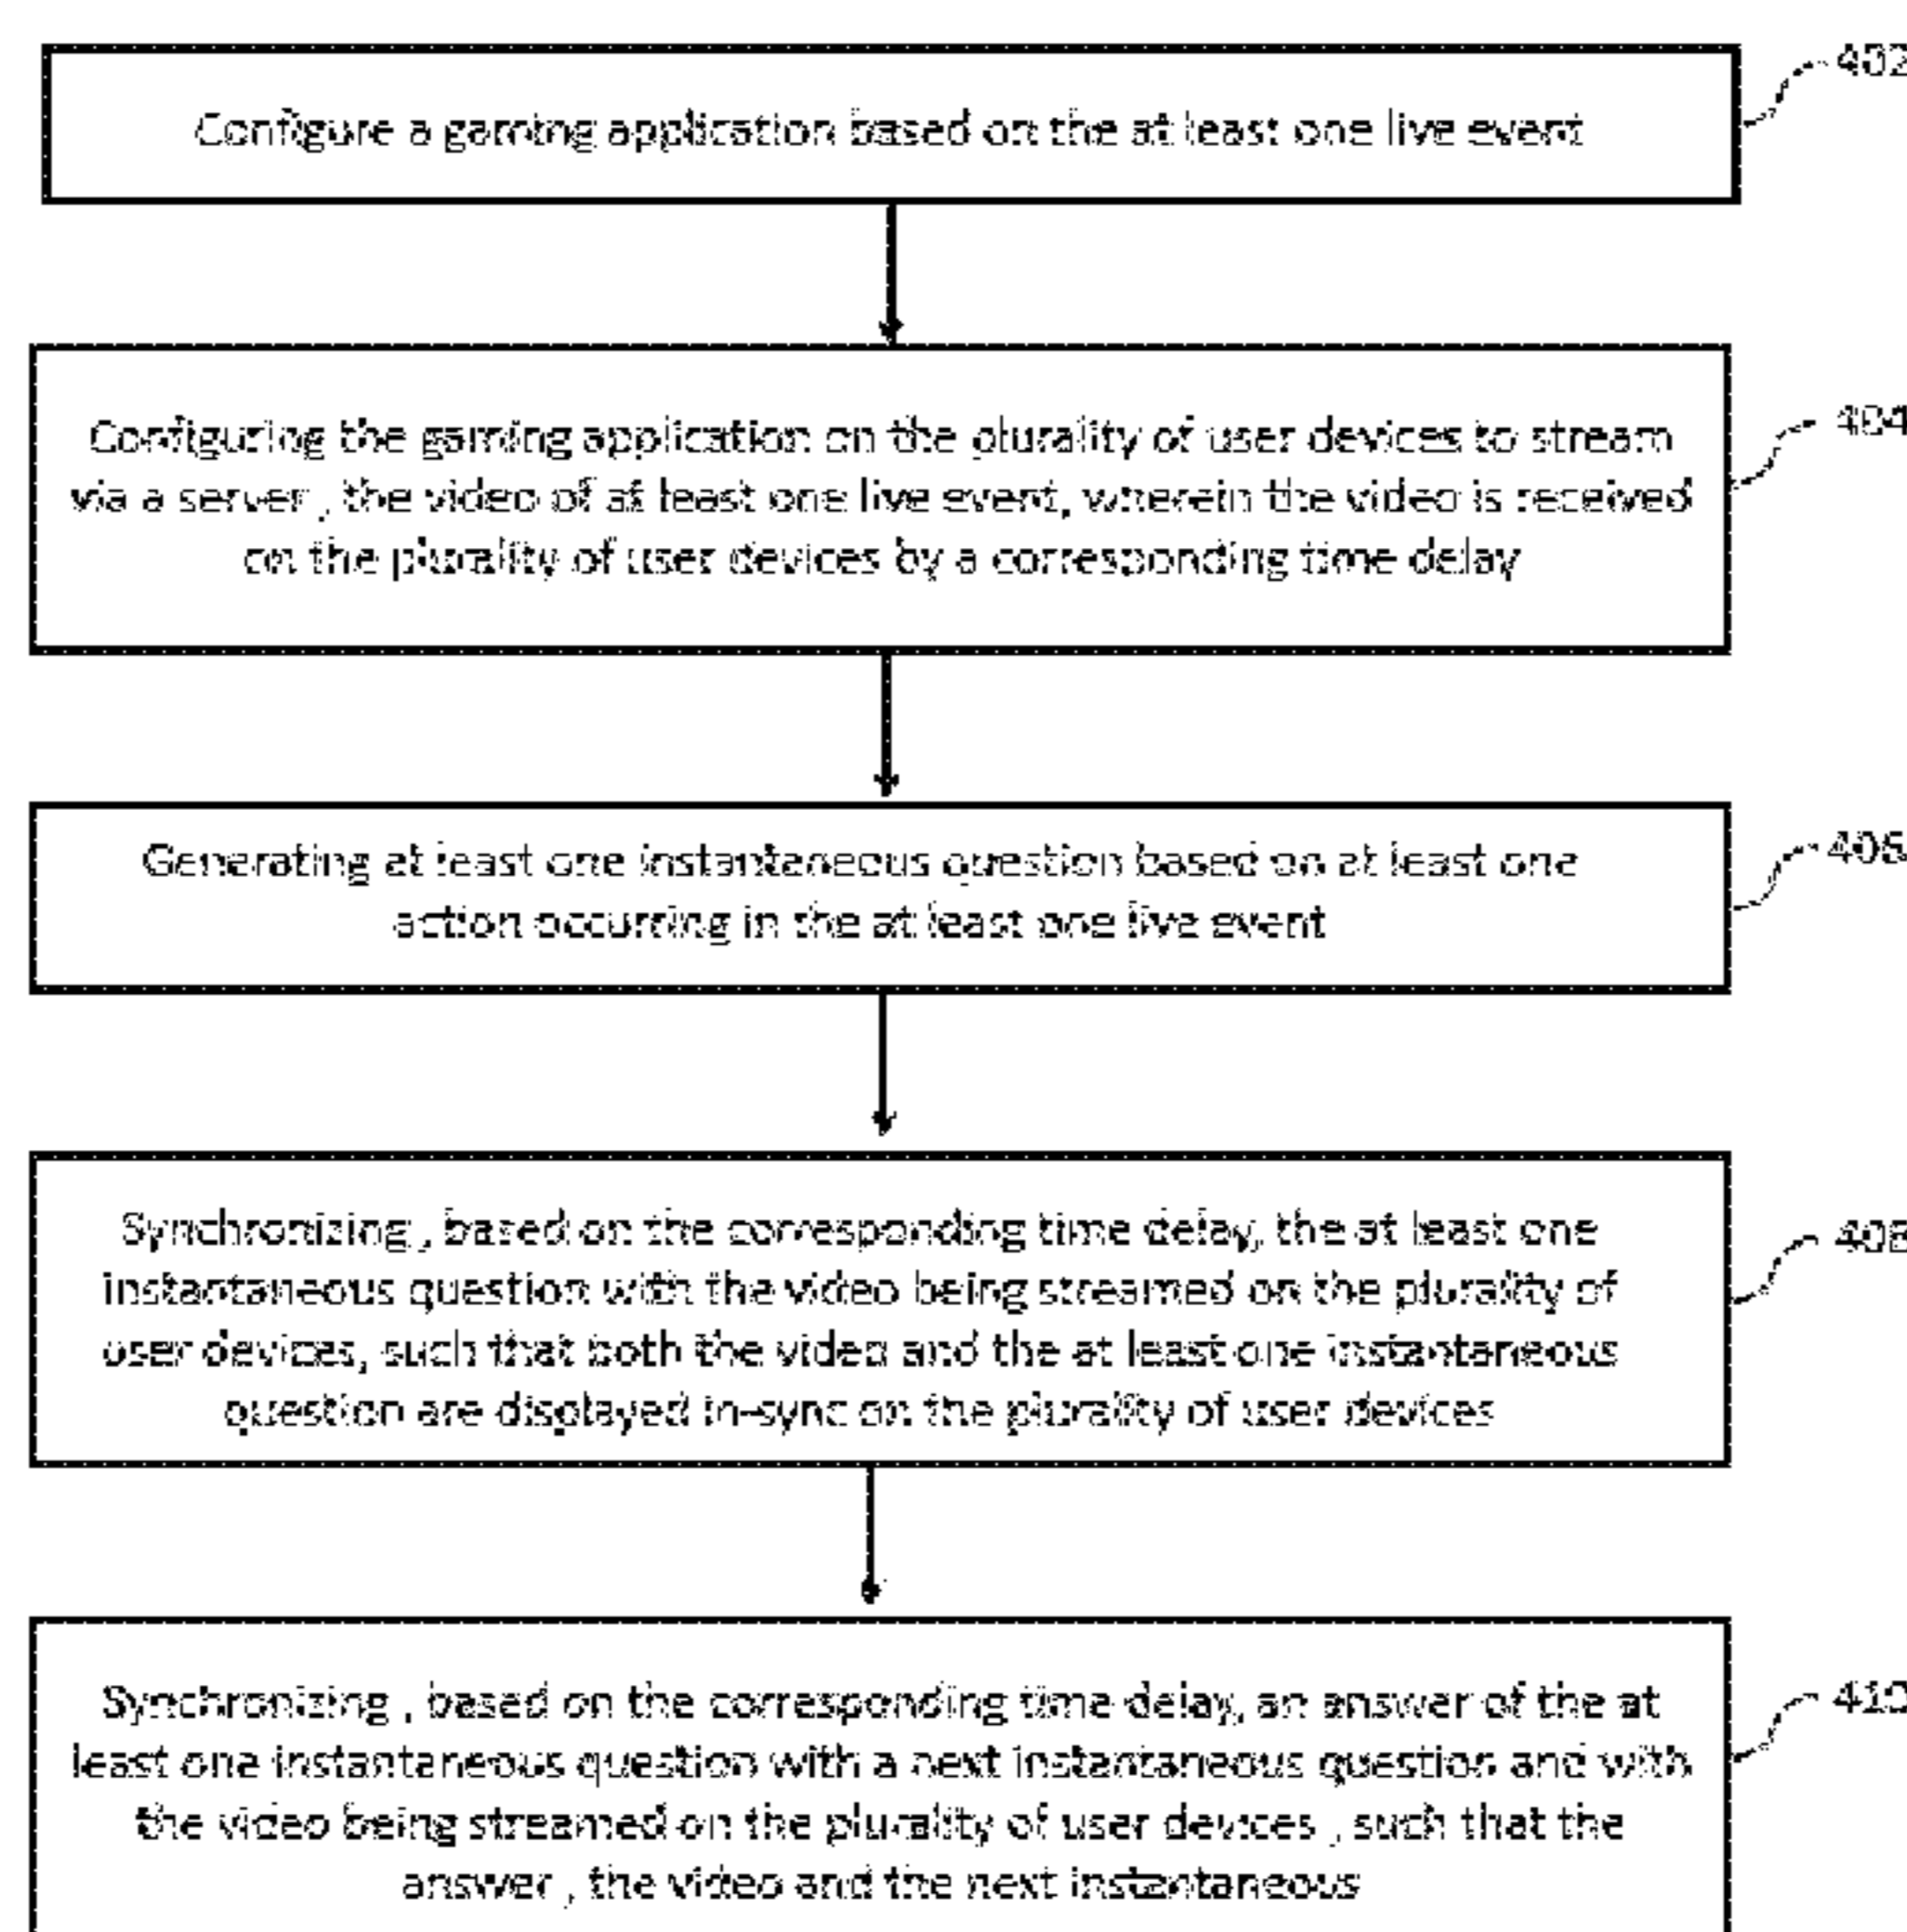 402
Configure a gaming application based on the at least one live event
404
Configuring the gaming application on the plurality of user devices to stream
via a server , the video of at least one live event, wherein the video is received
on the plurality of user devices by a corresponding time delay
406
Generating at least one instantaneous question based on at least one
action occurring in the at least one live event
408
Synchronizing , based on the corresponding time delay, the at least one
instantaneous question with the video being streamed on the plurality of
user devices, such that both the video and the at least one instantaneous
question are displayed in-sync on the plurality of user devices
410
Synchronizing , based on the corresponding time delay, an answer of the at
least one instantaneous question with a next instantaneous question and with
the video being streamed on the plurality of user devices , such that the
answer , the video and the next instantaneous